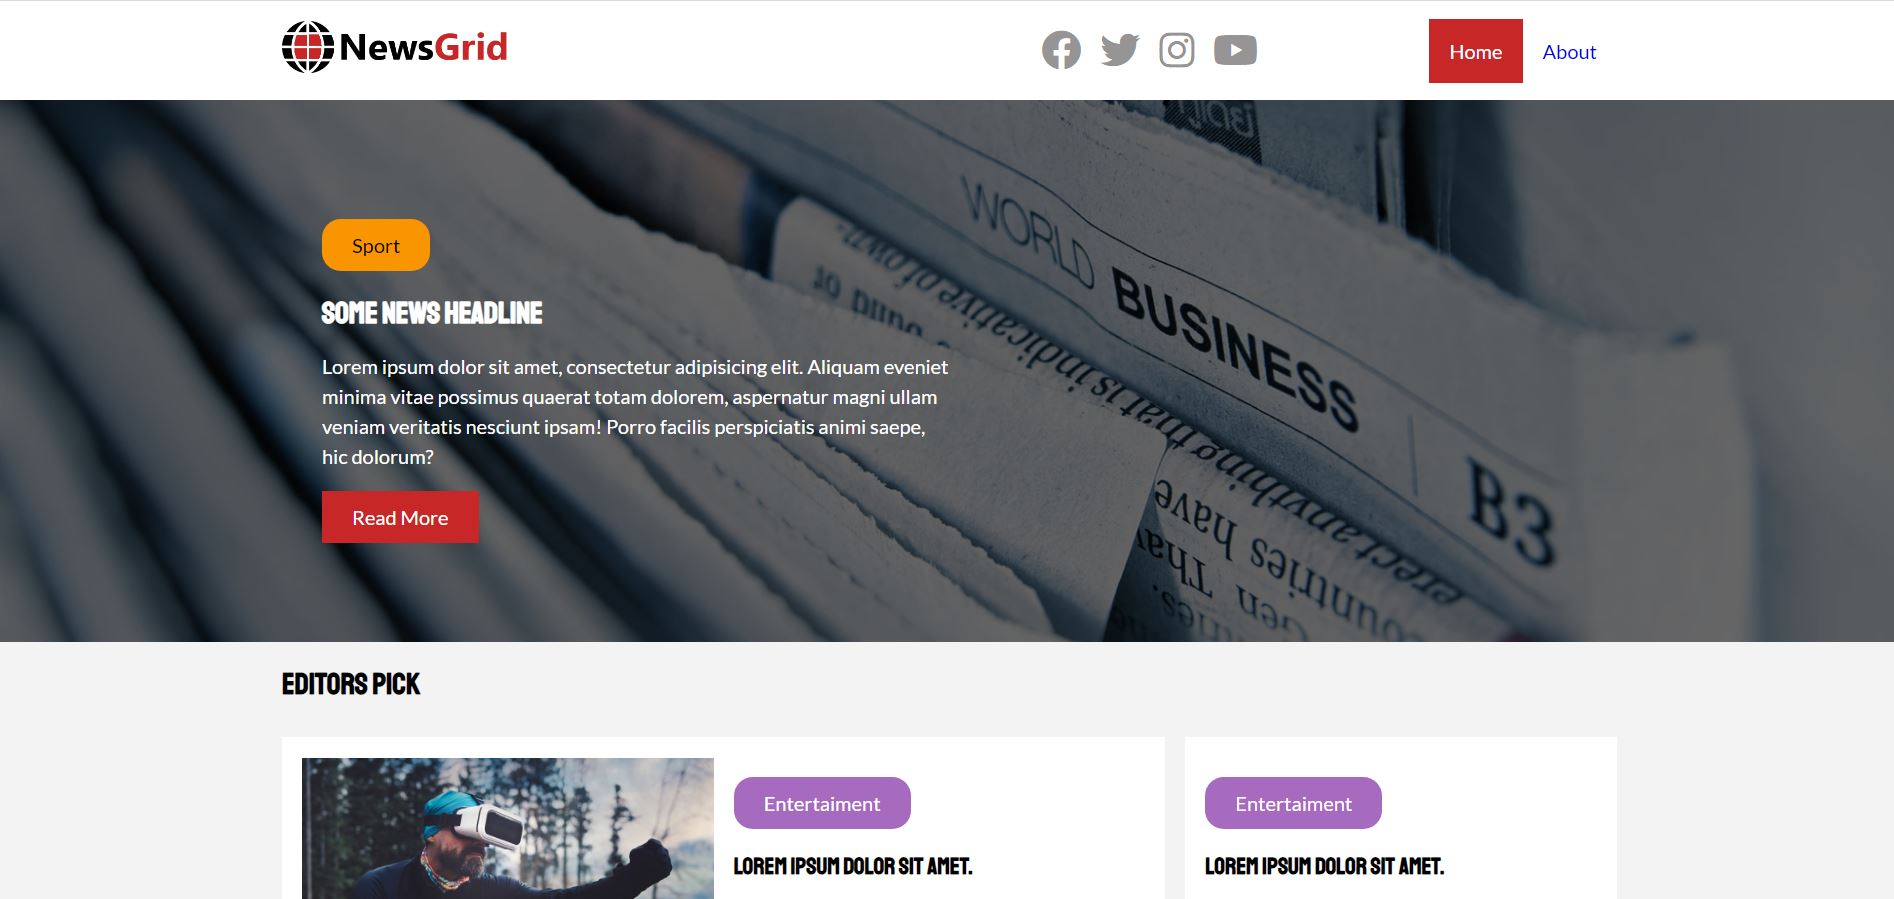 NewsGrid
Home
About
WORLD BUSINESS
B3
Sport
SOME NEWS HEADLINE
Lorem ipsum dolor sit amet, consectetur adipisicing elit. Aliquam eveniet
minima vitae possimus quaerat totam dolorem, aspernatur magni ullam
veniam veritatis nesciunt ipsam! Porro facilis perspiciatis animi saepe,
hic dolorum?
Read More
have
countries
EDITORS PICK
Entertaiment
LOREM IPSUM DOLOR SIT AMET.
Entertaiment
LOREM IPSUM DOLOR SIT AMET.